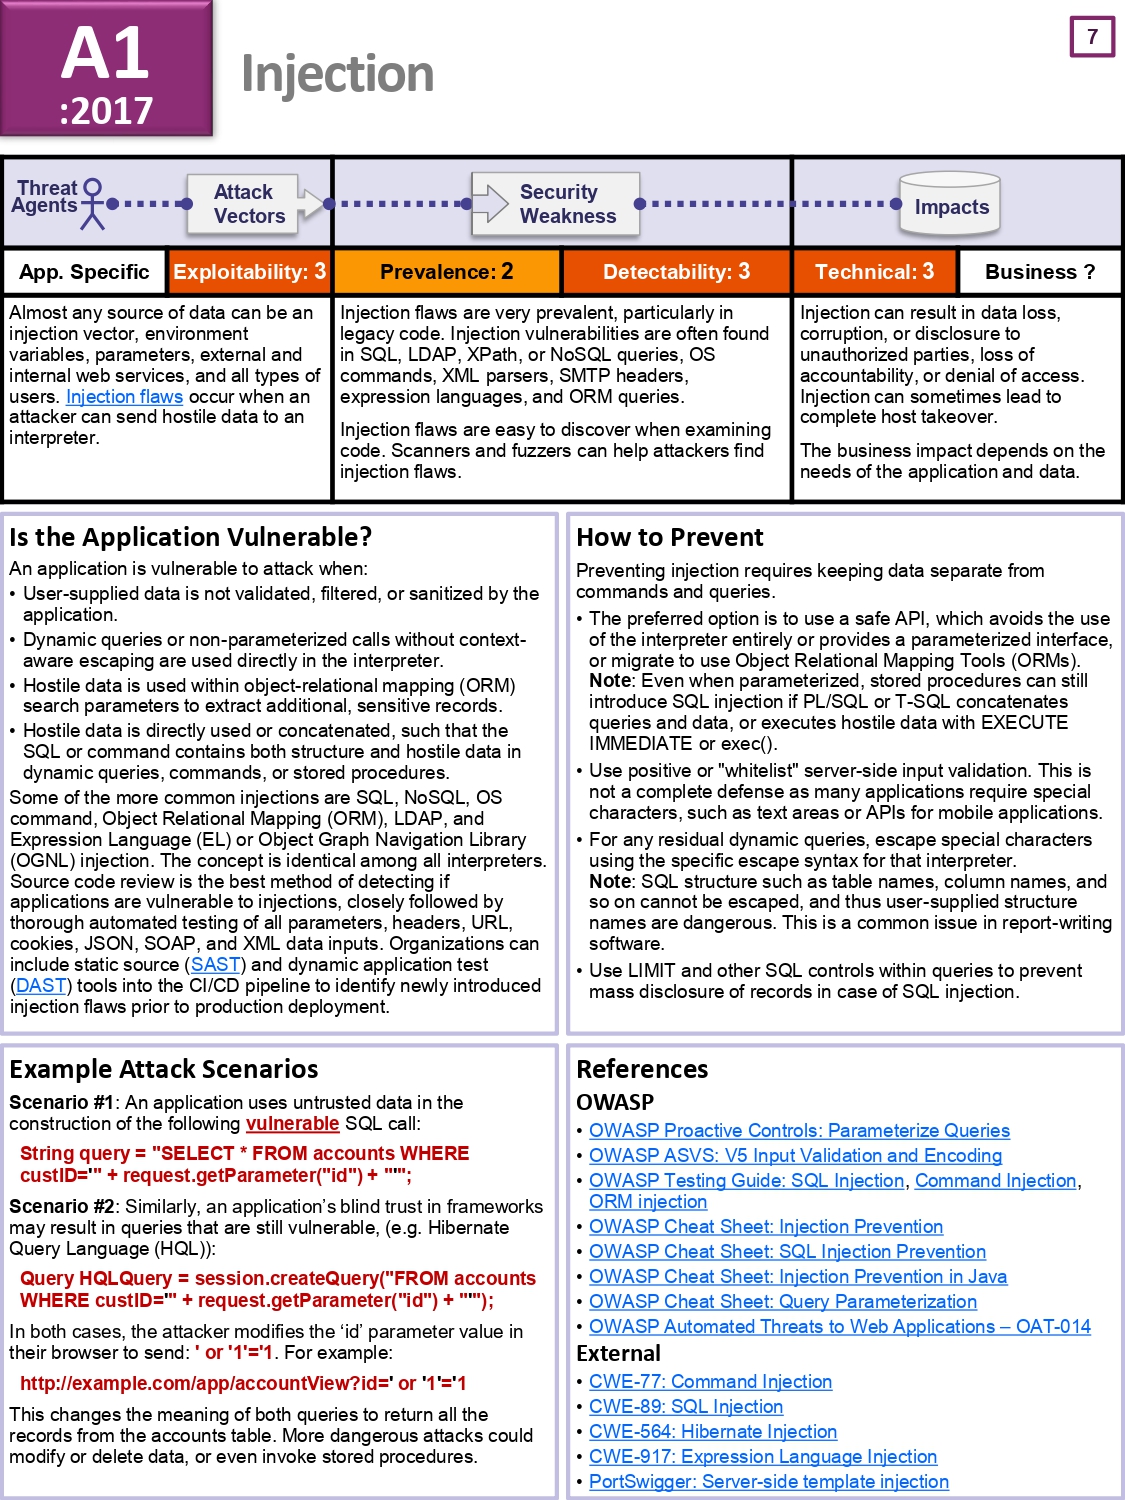 A1
:2017
Injection
7
Threat
Agents
Attack
Vectors
Security
Weakness
Impacts
App. Specific
Exploitability: 3
Prevalence: 2
Detectability: 3
Technical: 3
Business ?
Almost any source of data can be an
injection vector, environment
variables, parameters, external and
internal web services, and all types of
users. Injection flaws occur when an
attacker can send hostile data to an
interpreter.
Injection flaws are very prevalent, particularly in
legacy code. Injection vulnerabilities are often found
in SQL, LDAP, XPath, or NoSQL queries, OS
commands, XML parsers, SMTP headers,
expression languages, and ORM queries.
Injection flaws are easy to discover when examining
code. Scanners and fuzzers can help attackers find
injection flaws.
Injection can result in data loss,
corruption, or disclosure to
unauthorized parties, loss of
accountability, or denial of access.
Injection can sometimes lead to
complete host takeover.
The business impact depends on the
needs of the application and data.
Is the Application Vulnerable?
An application is vulnerable to attack when:
• User-supplied data is not validated, filtered, or sanitized by the
application.
• Dynamic queries or non-parameterized calls without context-
aware escaping are used directly in the interpreter.
• Hostile data is used within object-relational mapping (ORM)
search parameters to extract additional, sensitive records.
• Hostile data is directly used or concatenated, such that the
SQL or command contains both structure and hostile data in
dynamic queries, commands, or stored procedures.
Some of the more common injections are SQL, NoSQL, OS
command, Object Relational Mapping (ORM), LDAP, and
Expression Language (EL) or Object Graph Navigation Library
(OGNL) injection. The concept is identical among all interpreters.
Source code review is the best method of detecting if
applications are vulnerable to injections, closely followed by
thorough automated testing of all parameters, headers, URL,
cookies, JSON, SOAP, and XML data inputs. Organizations can
include static source (SAST) and dynamic application test
(DAST) tools into the CI/CD pipeline to identify newly introduced
injection flaws prior to production deployment.
How to Prevent
Preventing injection requires keeping data separate from
commands and queries.
• The preferred option is to use a safe API, which avoids the use
of the interpreter entirely or provides a parameterized interface,
or migrate to use Object Relational Mapping Tools (ORMs).
Note: Even when parameterized, stored procedures can still
introduce SQL injection if PL/SQL or T-SQL concatenates
queries and data, or executes hostile data with EXECUTE
IMMEDIATE or exec().
• Use positive or "whitelist" server-side input validation. This is
not a complete defense as many applications require special
characters, such as text areas or APIs for mobile applications.
• For any residual dynamic queries, escape special characters
using the specific escape syntax for that interpreter.
Note: SQL structure such as table names, column names, and
so on cannot be escaped, and thus user-supplied structure
names are dangerous. This is a common issue in report-writing
software.
• Use LIMIT and other SQL controls within queries to prevent
mass disclosure of records in case of SQL injection.
Example Attack Scenarios
Scenario #1: An application uses untrusted data in the
construction of the following vulnerable SQL call:
String query = "SELECT * FROM accounts WHERE
custID='" + request.getParameter("id") + "'";
Scenario #2: Similarly, an application’s blind trust in frameworks
may result in queries that are still vulnerable, (e.g. Hibernate
Query Language (HQL)):
Query HQLQuery = session.createQuery("FROM accounts
WHERE custID='" + request.getParameter("id") + "'");
In both cases, the attacker modifies the ‘id’ parameter value in
their browser to send: ' or '1'='1. For example:
http://example.com/app/accountView?id=' or '1'='1
This changes the meaning of both queries to return all the
records from the accounts table. More dangerous attacks could
modify or delete data, or even invoke stored procedures.
References
OWASP
• OWASP Proactive Controls: Parameterize Queries
• OWASP ASVS: V5 Input Validation and Encoding
• OWASP Testing Guide: SQL Injection, Command Injection,
ORM injection
• OWASP Cheat Sheet: Injection Prevention
• OWASP Cheat Sheet: SQL Injection Prevention
• OWASP Cheat Sheet: Injection Prevention in Java
• OWASP Cheat Sheet: Query Parameterization
• OWASP Automated Threats to Web Applications – OAT-014
External
• CWE-77: Command Injection
• CWE-89: SQL Injection
• CWE-564: Hibernate Injection
• CWE-917: Expression Language Injection
• PortSwigger: Server-side template injection